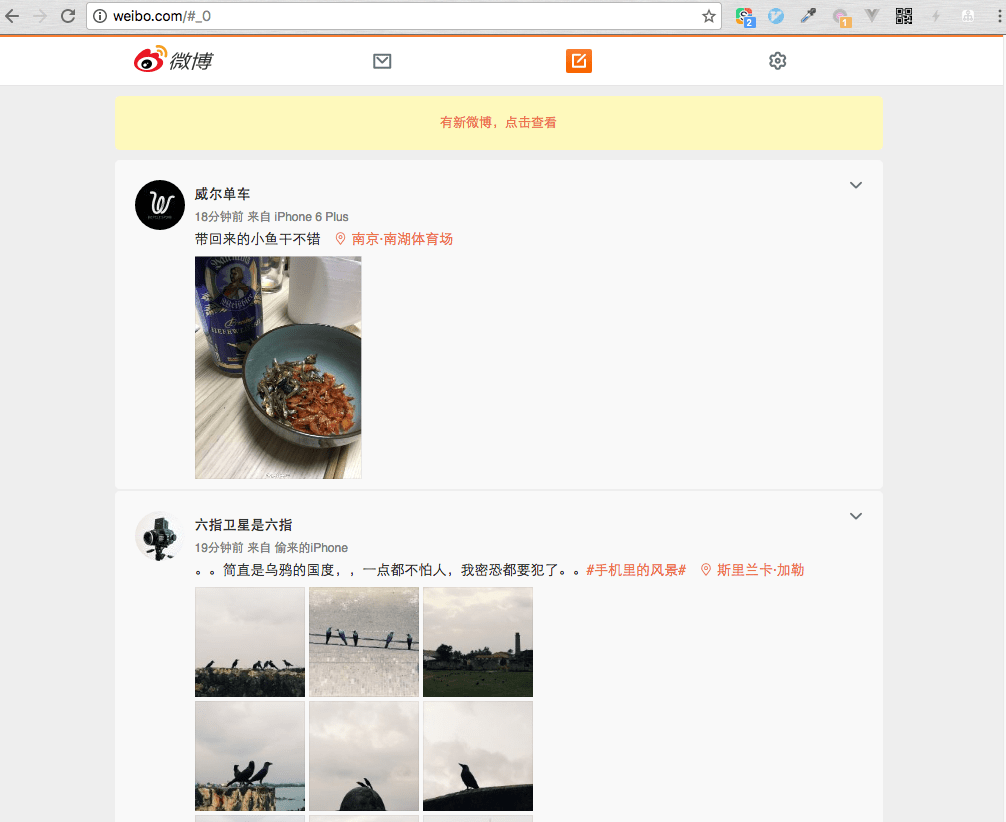 weibo.com/#_0
2
1
微博
有新微博，点击查看
威尔单车
18分钟前 来自 iPhone 6 Plus
带回来的小鱼干不错 南京·南湖体育场
六指卫星是六指
19分钟前 来自 偷来的iPhone
。。简直是乌鸦的国度，，一点都不怕人，我密恐都要犯了。。#手机里的风景# 斯里兰卡·加勒